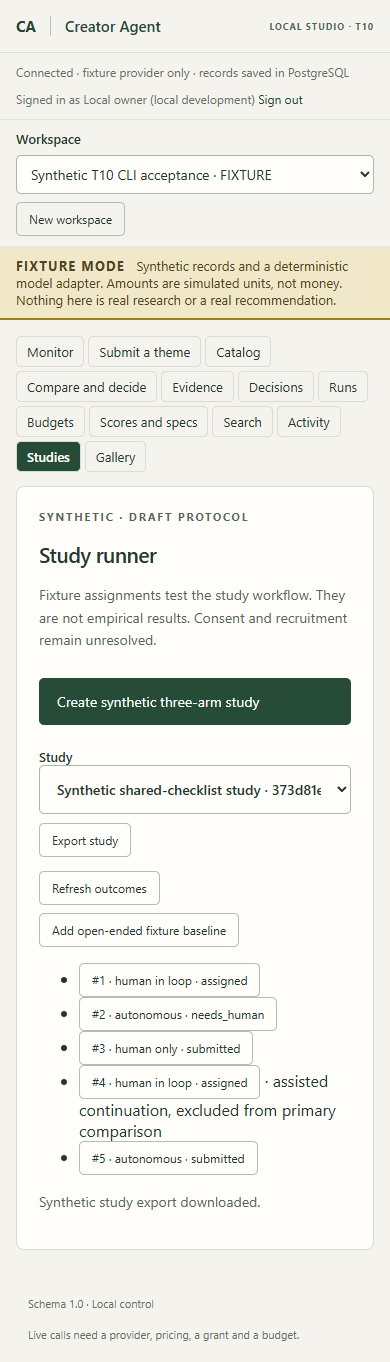 CA Creator Agent LOCAL STUDIO · T10
Connected · fixture provider only · records saved in PostgreSQL
Signed in as Local owner (local development) Sign out
Workspace
Synthetic T10 CLI acceptance · FIXTURE
New workspace
FIXTURE MODE Synthetic records and a deterministic
model adapter. Amounts are simulated units, not money.
Nothing here is real research or a real recommendation.
Monitor Submit a theme Catalog
Compare and decide Evidence Decisions Runs
Budgets Scores and specs Search Activity
Studies Gallery
SYNTHETIC · DRAFT PROTOCOL
Study runner
Fixture assignments test the study workflow. They
are not empirical results. Consent and recruitment
remain unresolved.
Create synthetic three-arm study
Study
Synthetic shared-checklist study · 373d81e
Export study
Refresh outcomes
Add open-ended fixture baseline
#1 · human in loop · assigned
#2 · autonomous · needs_human
#3 · human only · submitted
#4 · human in loop · assigned · assisted
continuation, excluded from primary
comparison
#5 · autonomous · submitted
Synthetic study export downloaded.
Schema 1.0 · Local control
Live calls need a provider, pricing, a grant and a budget.